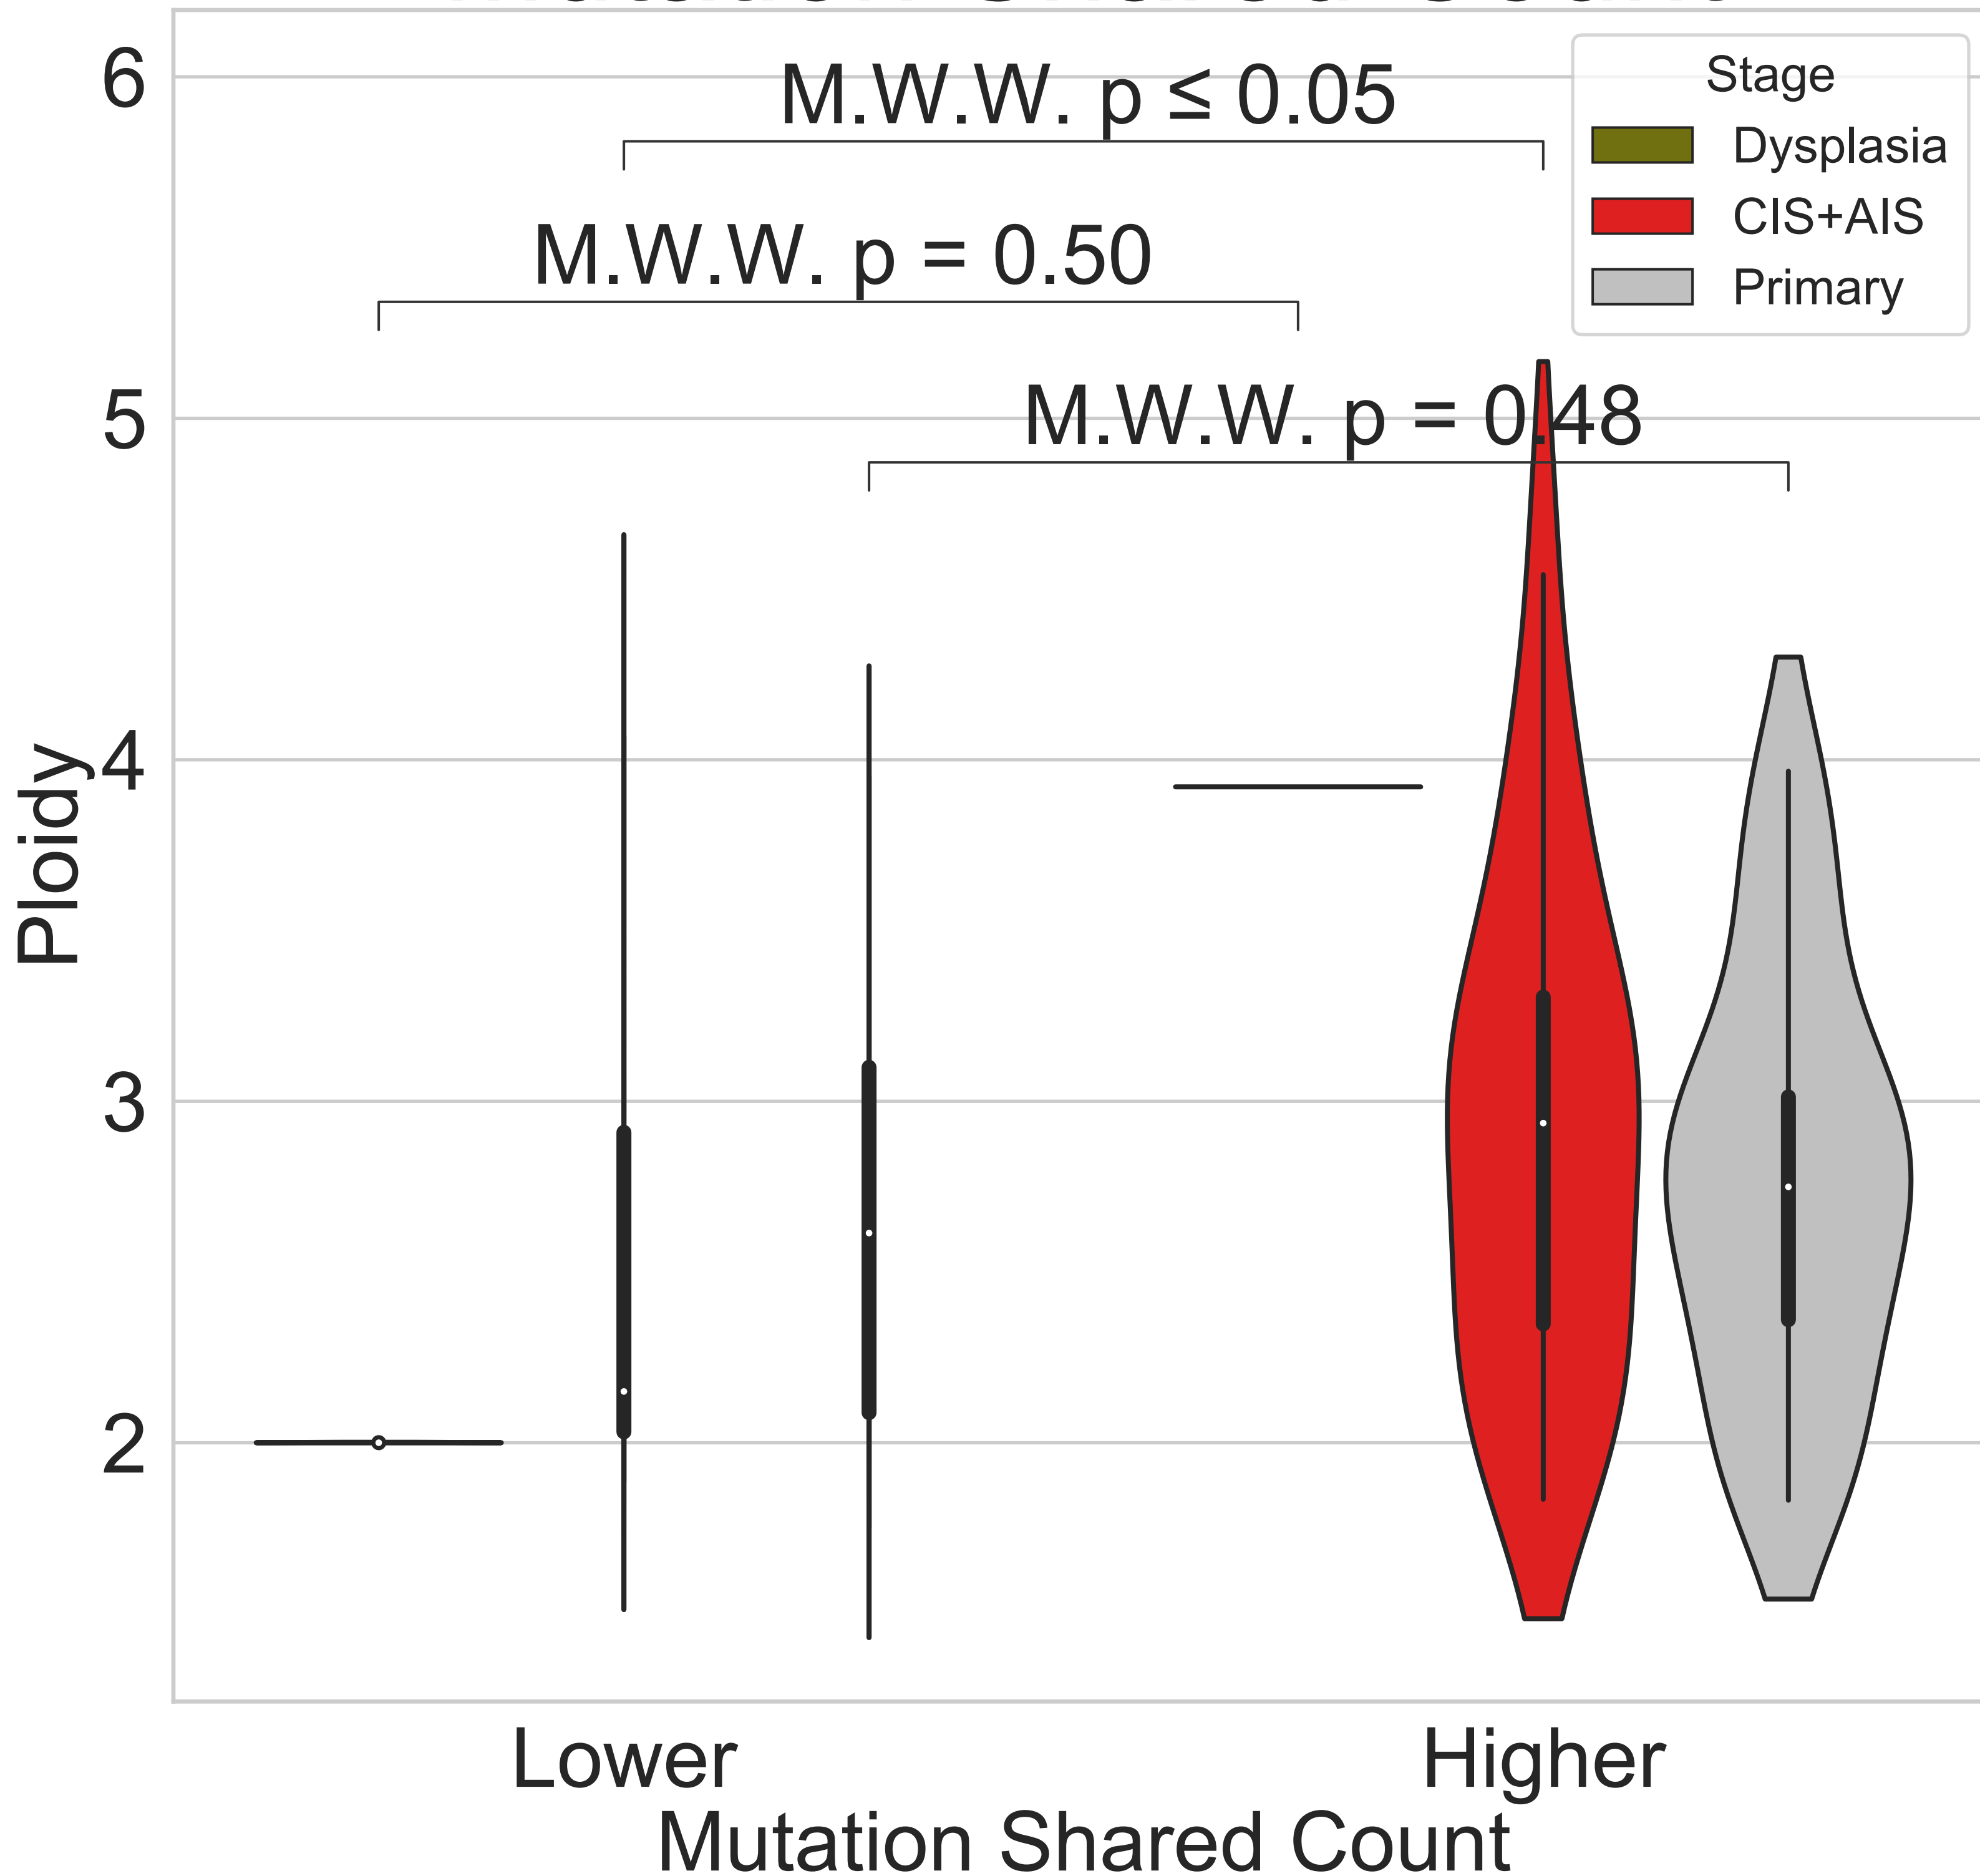 6
M.W.W. p ≤ 0.05
Stage
Dysplasia
CIS+AIS
Primary
M.W.W. p = 0.50
5
M.W.W. p = 0.48
4
Ploidy
3
2
Lower
Higher
Mutation Shared Count